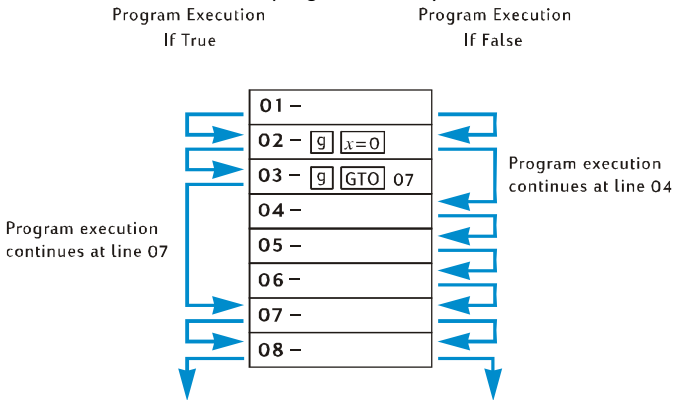 Program Execution
If True
Program Execution
If False
01 –
02 – g x=0
03 – g GTO 07
04 –
05 –
06 –
07 –
08 –
Program execution
continues at line 04
Program execution
continues at line 07